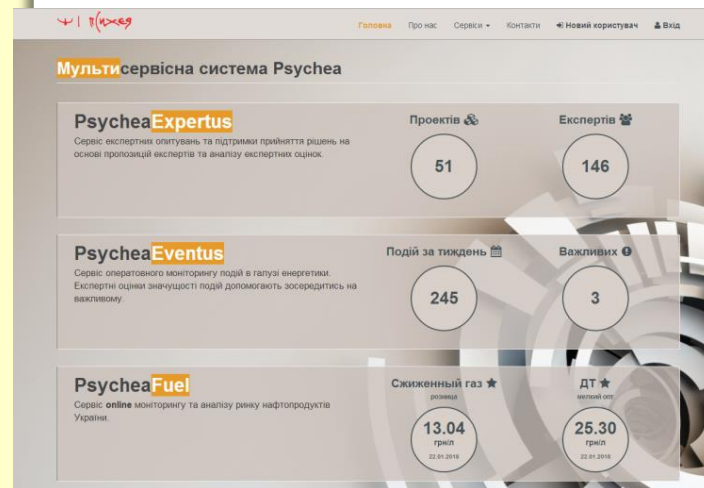 Ψ | ψихея
Головна Про нас Сервіси Контакти Новий користувач Вхід
Мультисервісна система Psychea
PsycheaExpertus
Сервіс експертних опитувань та підтримки прийняття рішень на
основі пропозицій експертів та аналізу експертних оцінок.
Проектів
51
Експертів
146
PsycheaEventus
Сервіс оперативного моніторингу подій в галузі енергетики.
Експертні оцінки значущості подій допомогають зосередитись на
важливому.
Подій за тиждень
245
Важливих
3
PsycheaFuel
Сервіс online моніторингу та аналізу ринку нафтопродуктів
України.
Сжиженный газ
розница
13.04
грн/л
22.01.2018
ДТ
мелкий опт
25.30
грн/л
22.01.2018